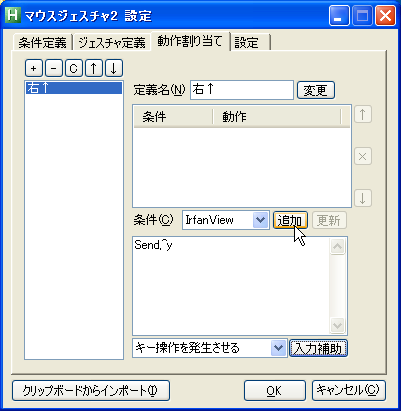 マウスジェスチャ2 設定
条件定義 ジェスチャ定義 動作割り当て 設定
+ - C ↑ ↓
右↑
定義名(N) 右↑ 変更
条件 動作
↑
×
↓
条件(C) IrfanView 追加 更新
Send,^y
キー操作を発生させる 入力補助
クリップボードからインポート(I) OK キャンセル(C)